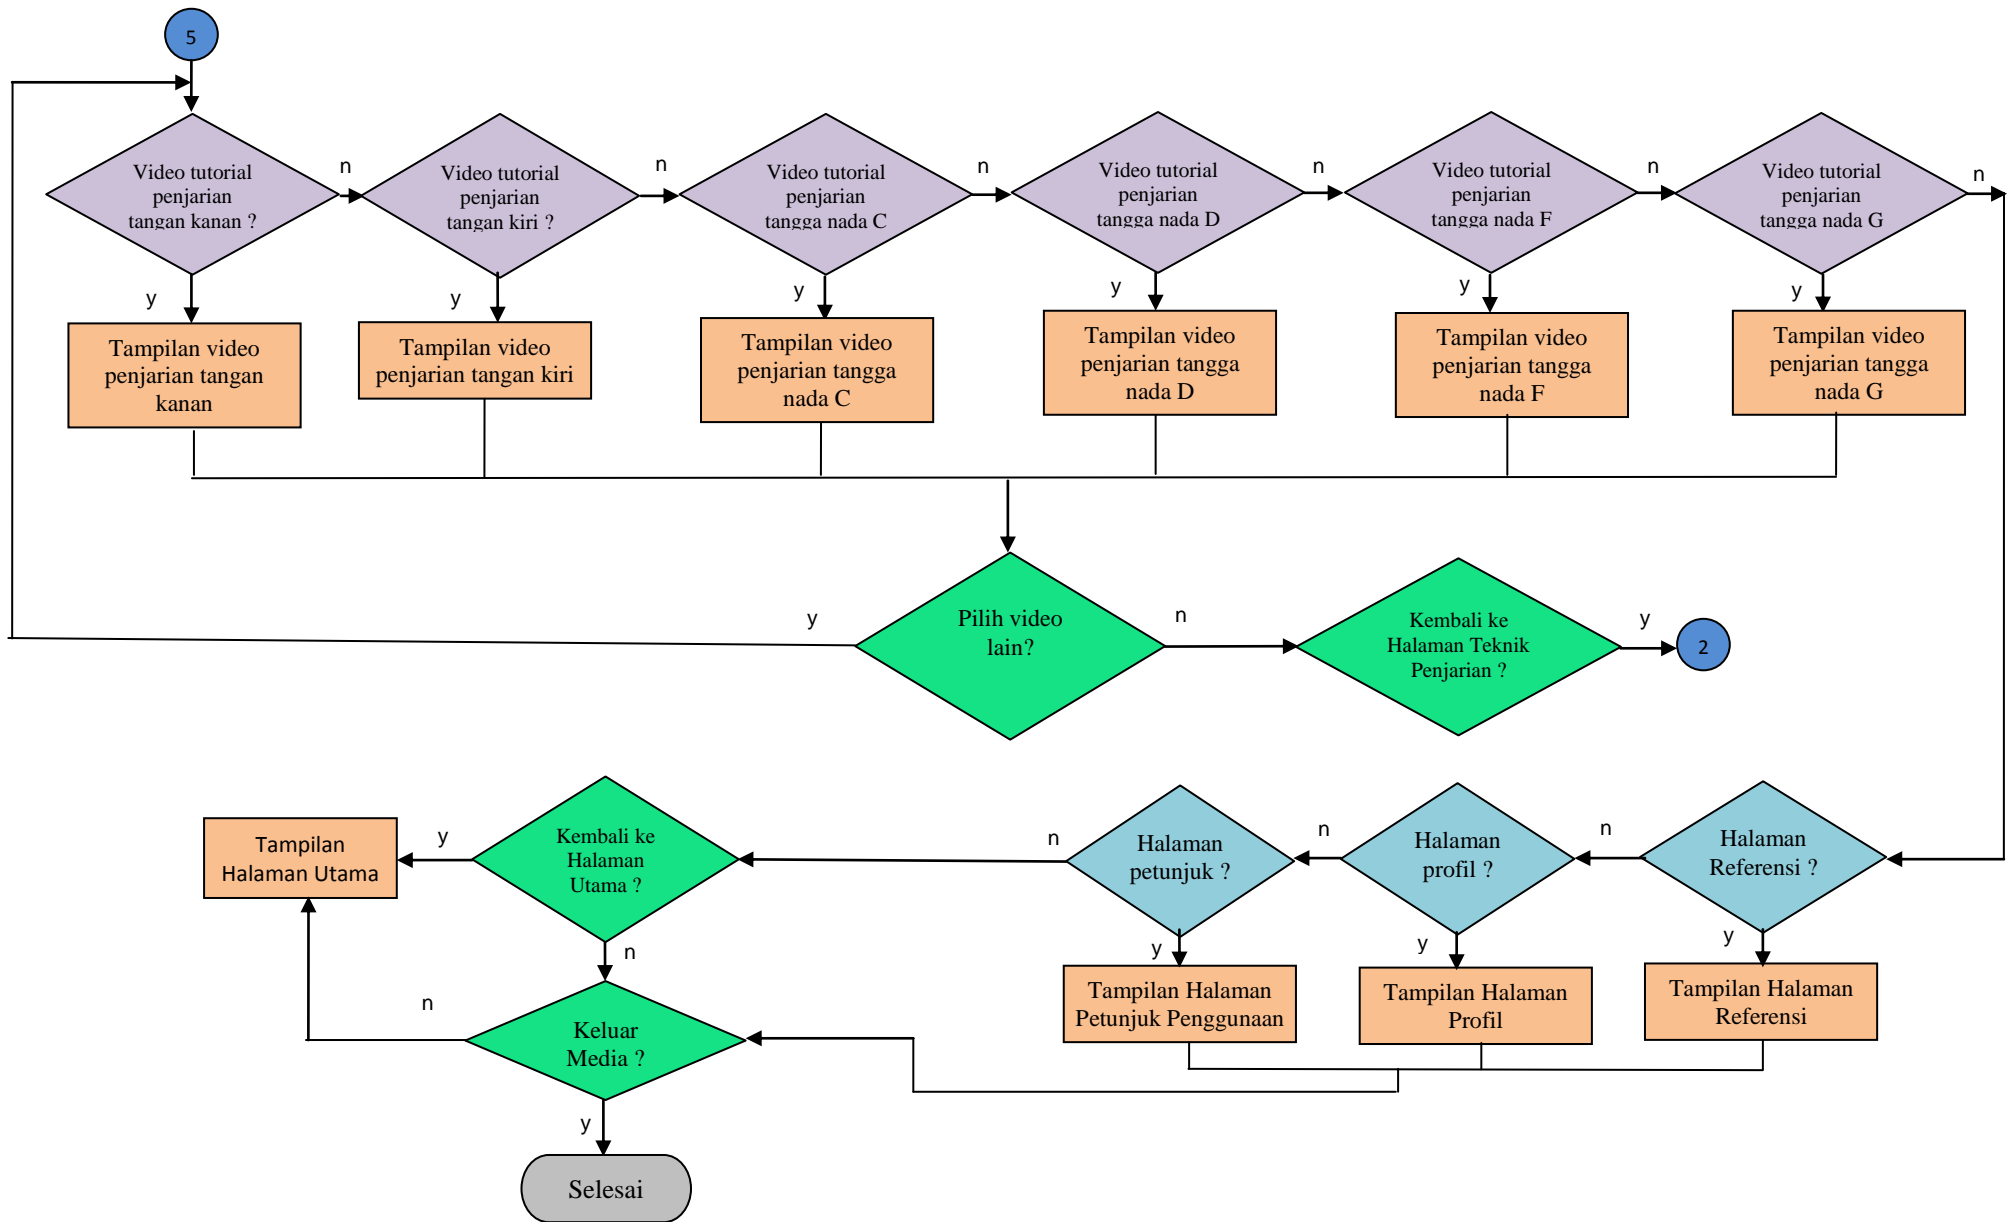 5
Video tutorial
penjarian
tangan kanan ?
n
Video tutorial
penjarian
tangan kiri ?
n
Video tutorial
penjarian
tangga nada C
n
Video tutorial
penjarian
tangga nada D
n
Video tutorial
penjarian
tangga nada F
n
Video tutorial
penjarian
tangga nada G
n
y
y
y
y
y
y
Tampilan video
penjarian tangan
kanan
Tampilan video
penjarian tangan kiri
Tampilan video
penjarian tangga
nada C
Tampilan video
penjarian tangga
nada D
Tampilan video
penjarian tangga
nada F
Tampilan video
penjarian tangga
nada G
y
Pilih video
lain?
n
Kembali ke
Halaman Teknik
Penjarian ?
y
2
Tampilan
Halaman Utama
y
Kembali ke
Halaman
Utama ?
n
Halaman
petunjuk ?
n
Halaman
profil ?
n
Halaman
Referensi ?
n
y
y
y
Tampilan Halaman
Petunjuk Penggunaan
Tampilan Halaman
Profil
Tampilan Halaman
Referensi
n
Keluar
Media ?
y
Selesai